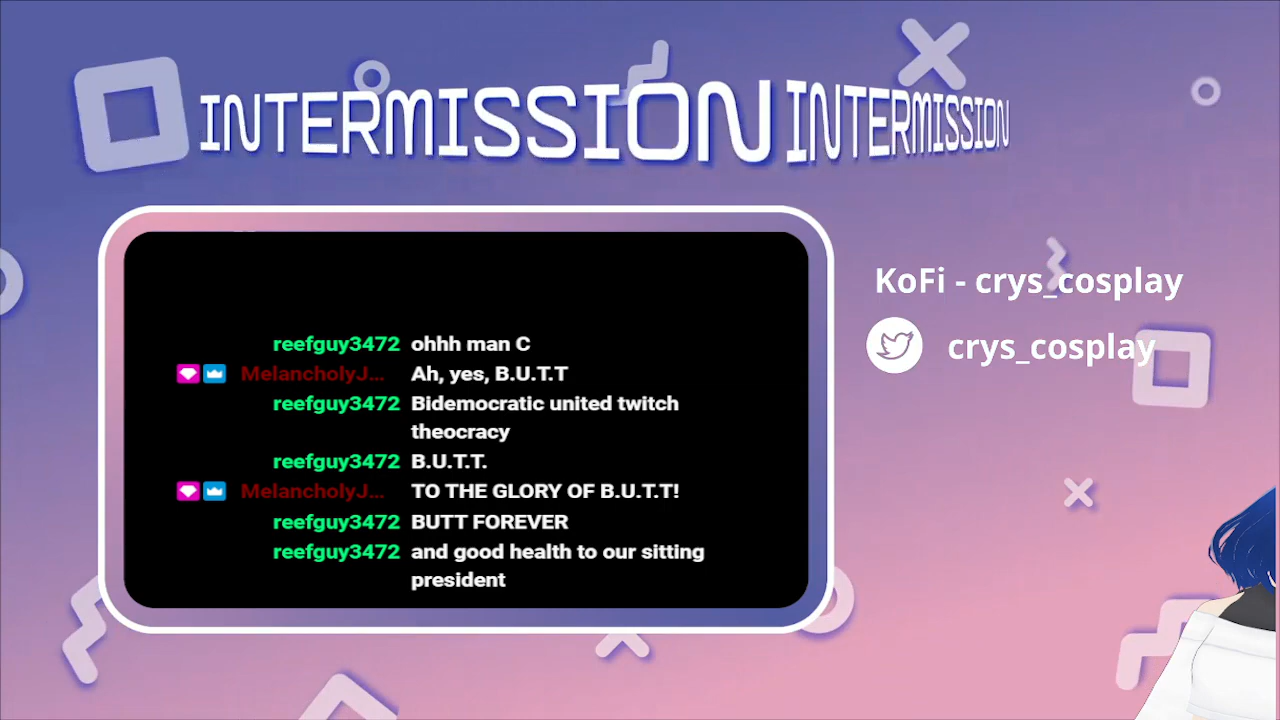 INTERMISSION INTERMISSION
KoFi - crys_cosplay
crys_cosplay
reefguy3472 ohhh man C
MelancholyJ... Ah, yes, B.U.T.T
reefguy3472 Bidemocratic united twitch
theocracy
reefguy3472 B.U.T.T.
MelancholyJ... TO THE GLORY OF B.U.T.T!
reefguy3472 BUTT FOREVER
reefguy3472 and good health to our sitting
president